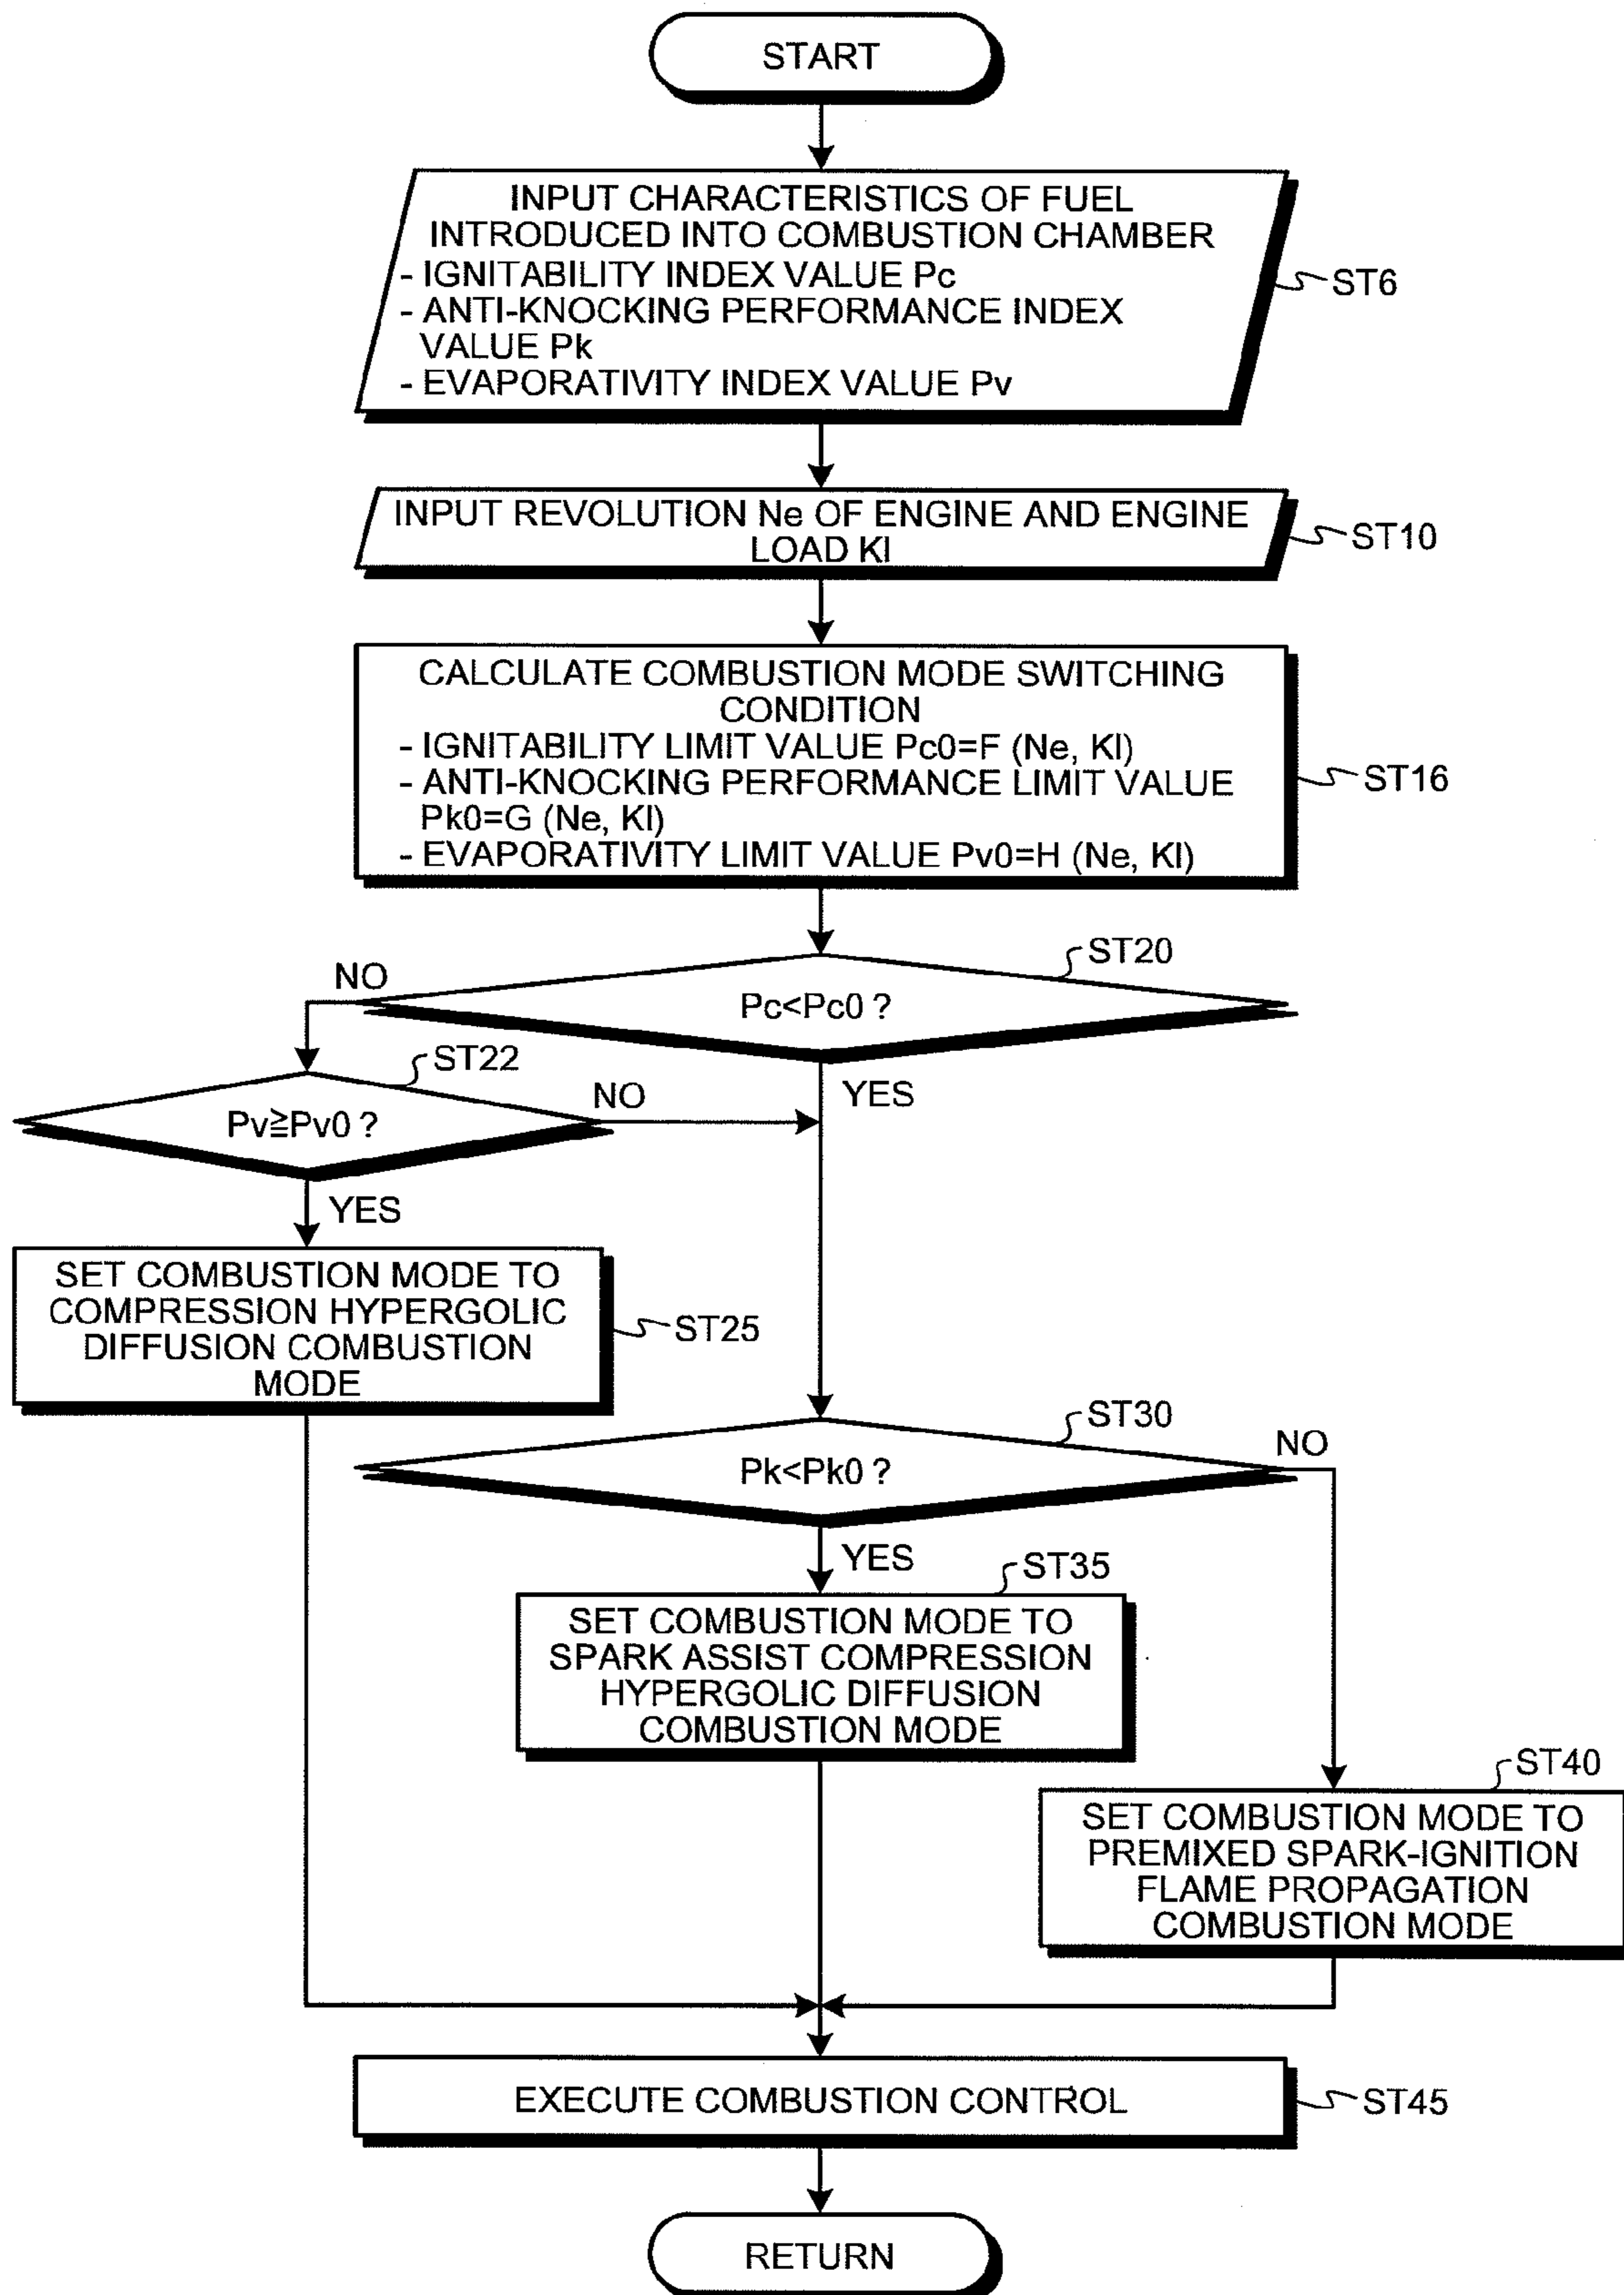 START
INPUT CHARACTERISTICS OF FUEL
INTRODUCED INTO COMBUSTION CHAMBER
- IGNITABILITY INDEX VALUE Pc
- ANTI-KNOCKING PERFORMANCE INDEX
VALUE Pk
- EVAPORATIVITY INDEX VALUE Pv
ST6
INPUT REVOLUTION Ne OF ENGINE AND ENGINE
LOAD Kl
ST10
CALCULATE COMBUSTION MODE SWITCHING
CONDITION
- IGNITABILITY LIMIT VALUE Pc0=F (Ne, Kl)
- ANTI-KNOCKING PERFORMANCE LIMIT VALUE
Pk0=G (Ne, Kl)
- EVAPORATIVITY LIMIT VALUE Pv0=H (Ne, Kl)
ST16
ST20
NO
Pc<Pc0 ?
YES
ST22
NO
Pv≧Pv0 ?
YES
SET COMBUSTION MODE TO
COMPRESSION HYPERGOLIC
DIFFUSION COMBUSTION
MODE
ST25
ST30
NO
Pk<Pk0 ?
YES
ST35
SET COMBUSTION MODE TO
SPARK ASSIST COMPRESSION
HYPERGOLIC DIFFUSION
COMBUSTION MODE
ST40
SET COMBUSTION MODE TO
PREMIXED SPARK-IGNITION
FLAME PROPAGATION
COMBUSTION MODE
EXECUTE COMBUSTION CONTROL
ST45
RETURN